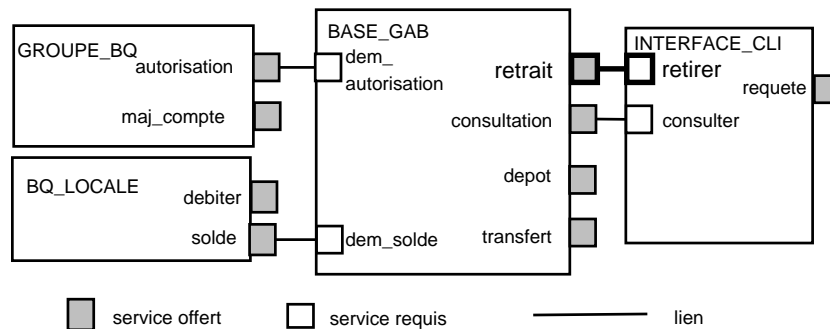 GROUPE_BQ
autorisation
maj_compte
BQ_LOCALE
debiter
solde
BASE_GAB
dem_
autorisation
retrait
consultation
depot
dem_solde
transfert
INTERFACE_CLI
retirer
requete
consulter
service offert
service requis
lien